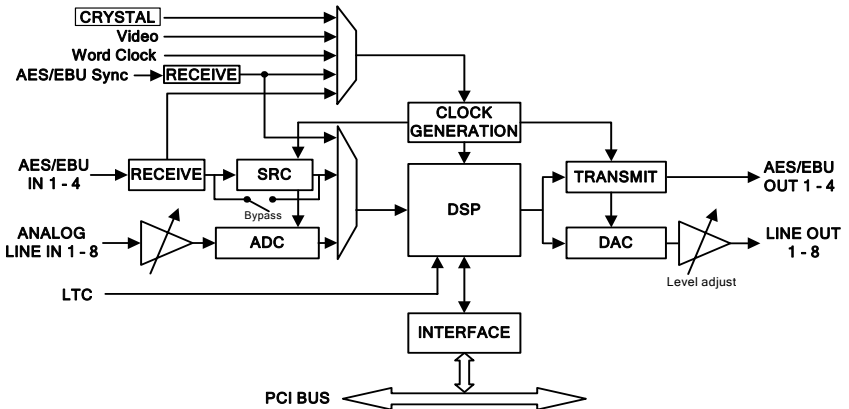 CRYSTAL
Video
Word Clock
AES/EBU Sync
RECEIVE
CLOCK
GENERATION
AES/EBU
IN 1 - 4
RECEIVE
SRC
Bypass
DSP
TRANSMIT
AES/EBU
OUT 1 - 4
ANALOG
LINE IN 1 - 8
ADC
DAC
LINE OUT
1 - 8
Level adjust
LTC
INTERFACE
PCI BUS